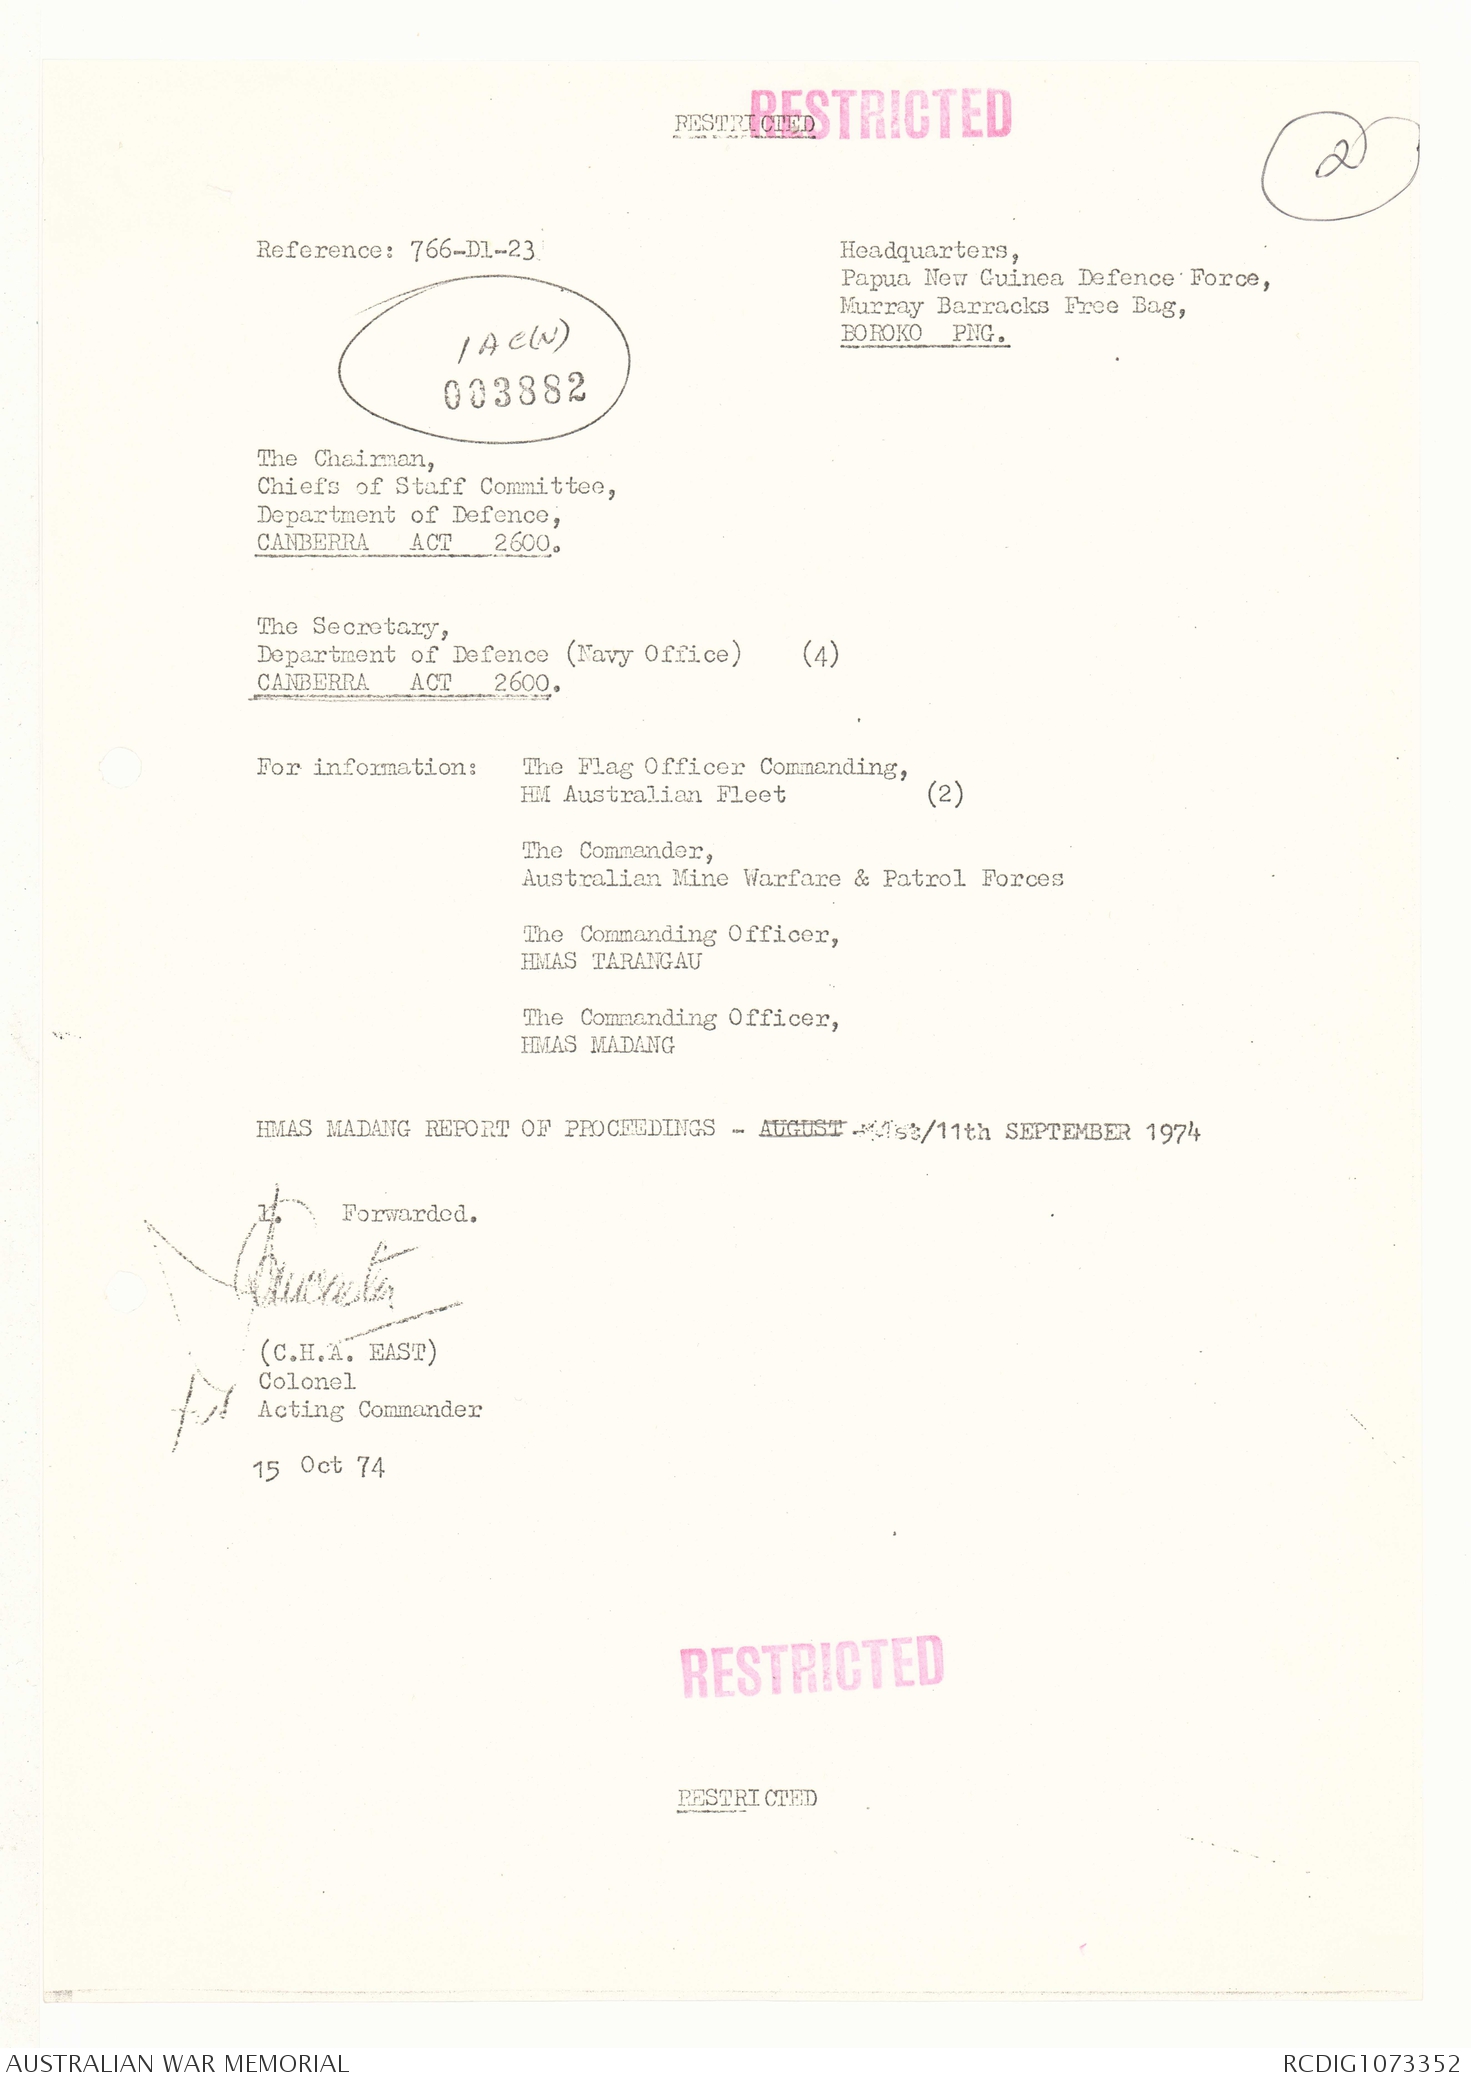 RESTRICTED
RESTRICTED
2
Reference: 766-D1-23
Headquarters,
Papua New Guinea Defence Force,
Murray Barracks Free Bag,
BOROKO PNG.
1 A C(N)
003882
The Chairman,
Chiefs of Staff Committee,
Department of Defence,
CANBERRA ACT 2600.
The Secretary,
Department of Defence (Navy Office) (4)
CANBERRA ACT 2600.
For information: The Flag Officer Commanding,
HM Australian Fleet (2)
The Commander,
Australian Mine Warfare & Patrol Forces
The Commanding Officer,
HMAS TARANGAU
The Commanding Officer,
HMAS MADANG
HMAS MADANG REPORT OF PROCEEDINGS - AUGUST - 1st/11th SEPTEMBER 1974
1. Forwarded.
(C.H.A. EAST)
Colonel
Acting Commander
15 Oct 74
RESTRICTED
RESTRICTED
AUSTRALIAN WAR MEMORIAL
RCDIG1073352